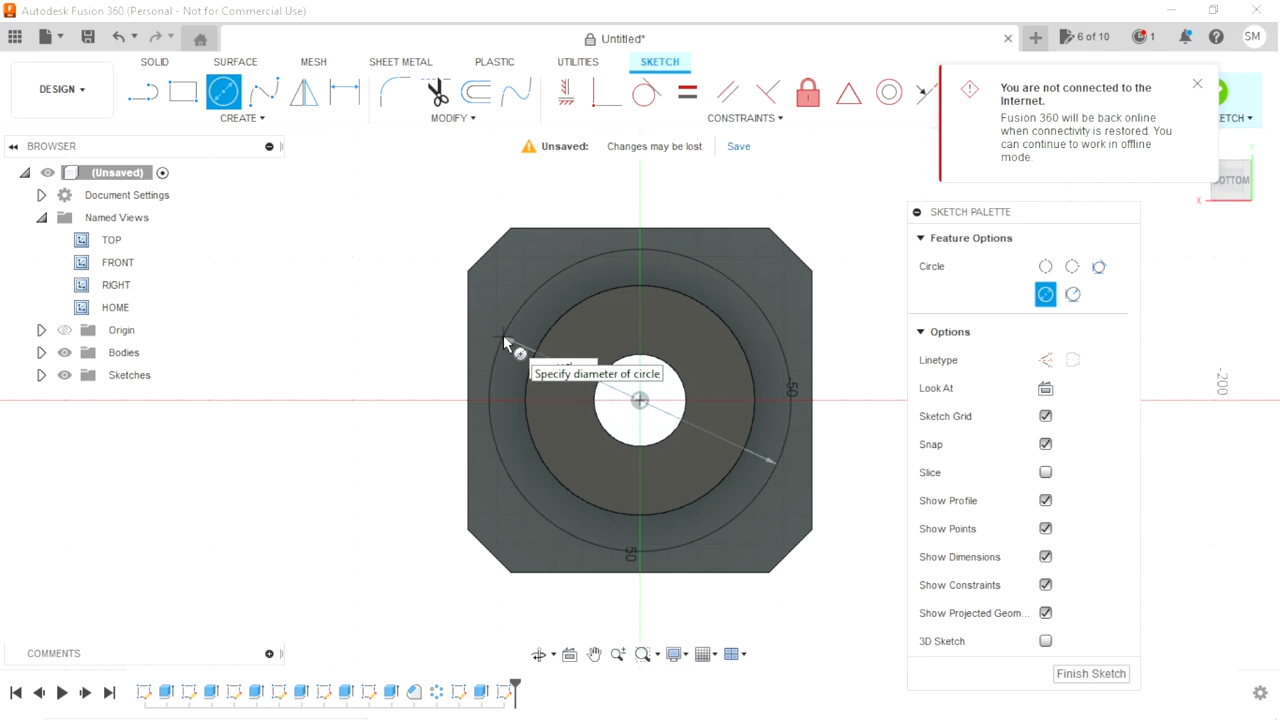 Autodesk Fusion 360 (Personal - Not for Commercial Use)
Untitled*
6 of 10
1
SM
SOLID
SURFACE
MESH
SHEET METAL
PLASTIC
UTILITIES
SKETCH
DESIGN
CREATE
MODIFY
CONSTRAINTS
ETCH
You are not connected to the
Internet.
Fusion 360 will be back online
when connectivity is restored. You
can continue to work in offline
mode.
BROWSER
Unsaved:
Changes may be lost
Save
(Unsaved)
Document Settings
Named Views
TOP
FRONT
RIGHT
HOME
Origin
Bodies
Sketches
BOTTOM
X
SKETCH PALETTE
Feature Options
Circle
Options
Linetype
Look At
Sketch Grid
Snap
Slice
Show Profile
Show Points
Show Dimensions
Show Constraints
Show Projected Geom...
3D Sketch
Finish Sketch
Specify diameter of circle
-50
50
-200
COMMENTS